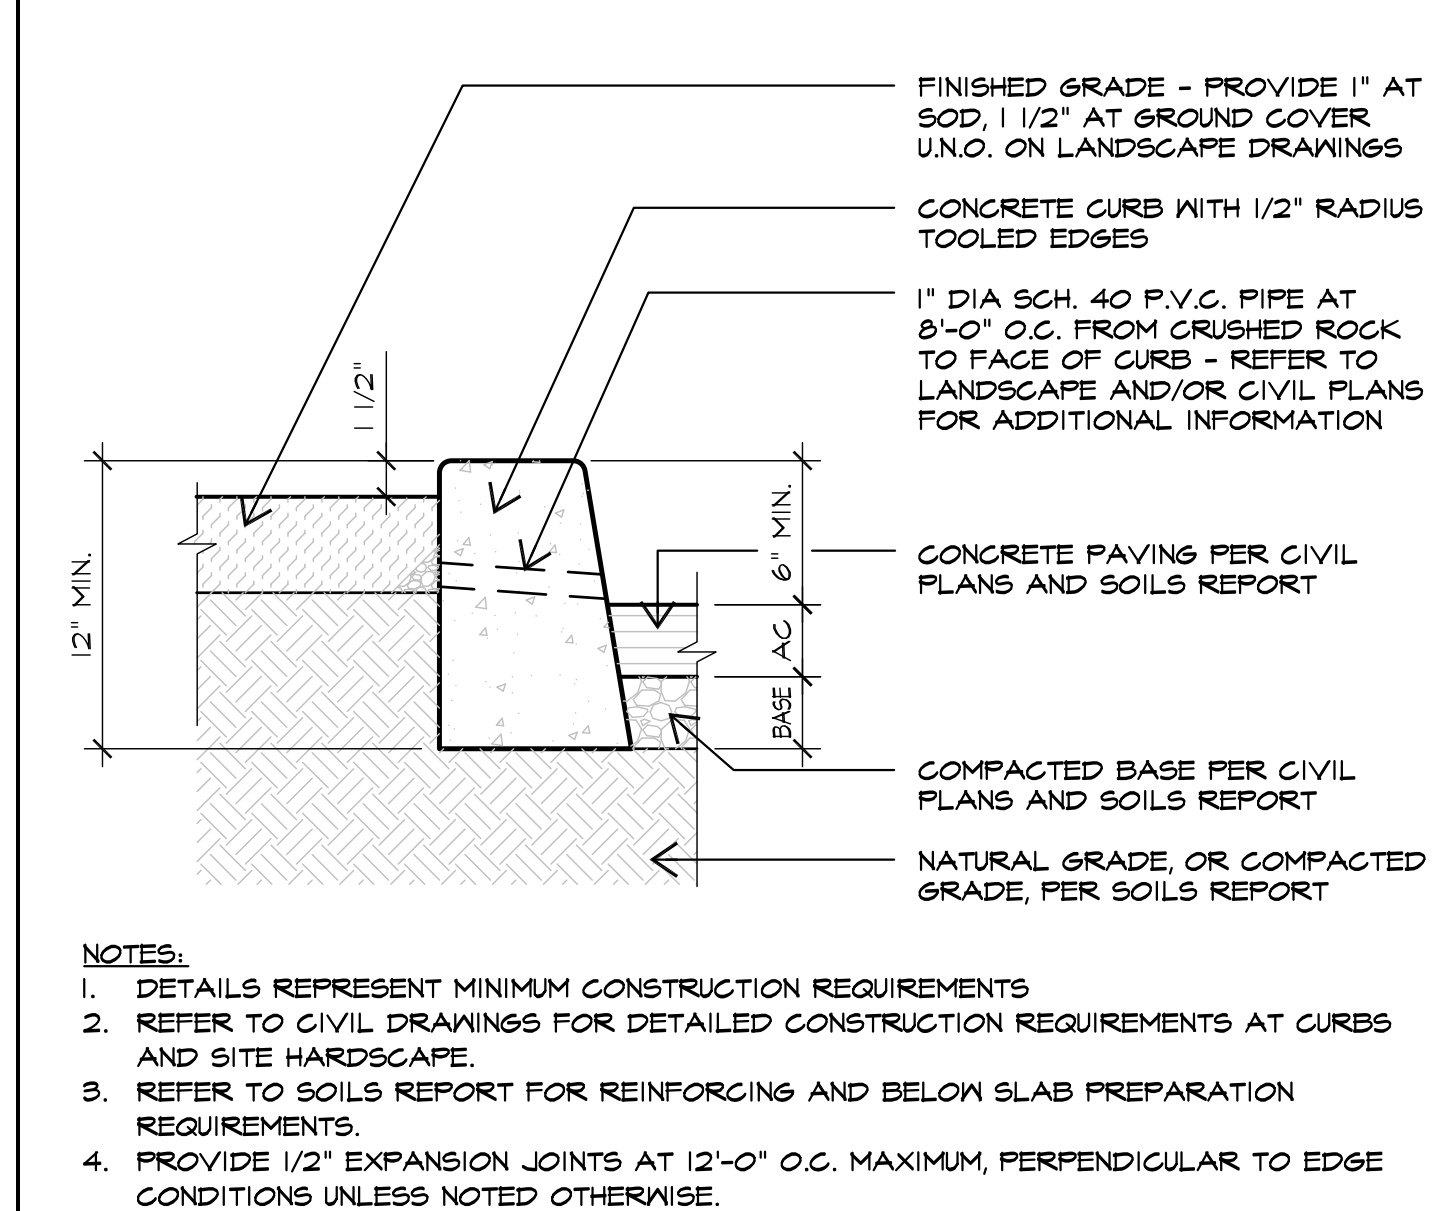 FINISHED GRADE - PROVIDE 1" AT
SOD, 1 1/2" AT GROUND COVER
U.N.O. ON LANDSCAPE DRAWINGS
CONCRETE CURB WITH 1/2" RADIUS
TOOLED EDGES
1" DIA SCH. 40 P.V.C. PIPE AT
8'-0" O.C. FROM CRUSHED ROCK
TO FACE OF CURB - REFER TO
LANDSCAPE AND/OR CIVIL PLANS
FOR ADDITIONAL INFORMATION
1 1/2"
12" MIN.
6" MIN.
AC
BASE
CONCRETE PAVING PER CIVIL
PLANS AND SOILS REPORT
COMPACTED BASE PER CIVIL
PLANS AND SOILS REPORT
NATURAL GRADE, OR COMPACTED
GRADE, PER SOILS REPORT
NOTES:
1. DETAILS REPRESENT MINIMUM CONSTRUCTION REQUIREMENTS
2. REFER TO CIVIL DRAWINGS FOR DETAILED CONSTRUCTION REQUIREMENTS AT CURBS
AND SITE HARDSCAPE.
3. REFER TO SOILS REPORT FOR REINFORCING AND BELOW SLAB PREPARATION
REQUIREMENTS.
4. PROVIDE 1/2" EXPANSION JOINTS AT 12'-0" O.C. MAXIMUM, PERPENDICULAR TO EDGE
CONDITIONS UNLESS NOTED OTHERWISE.